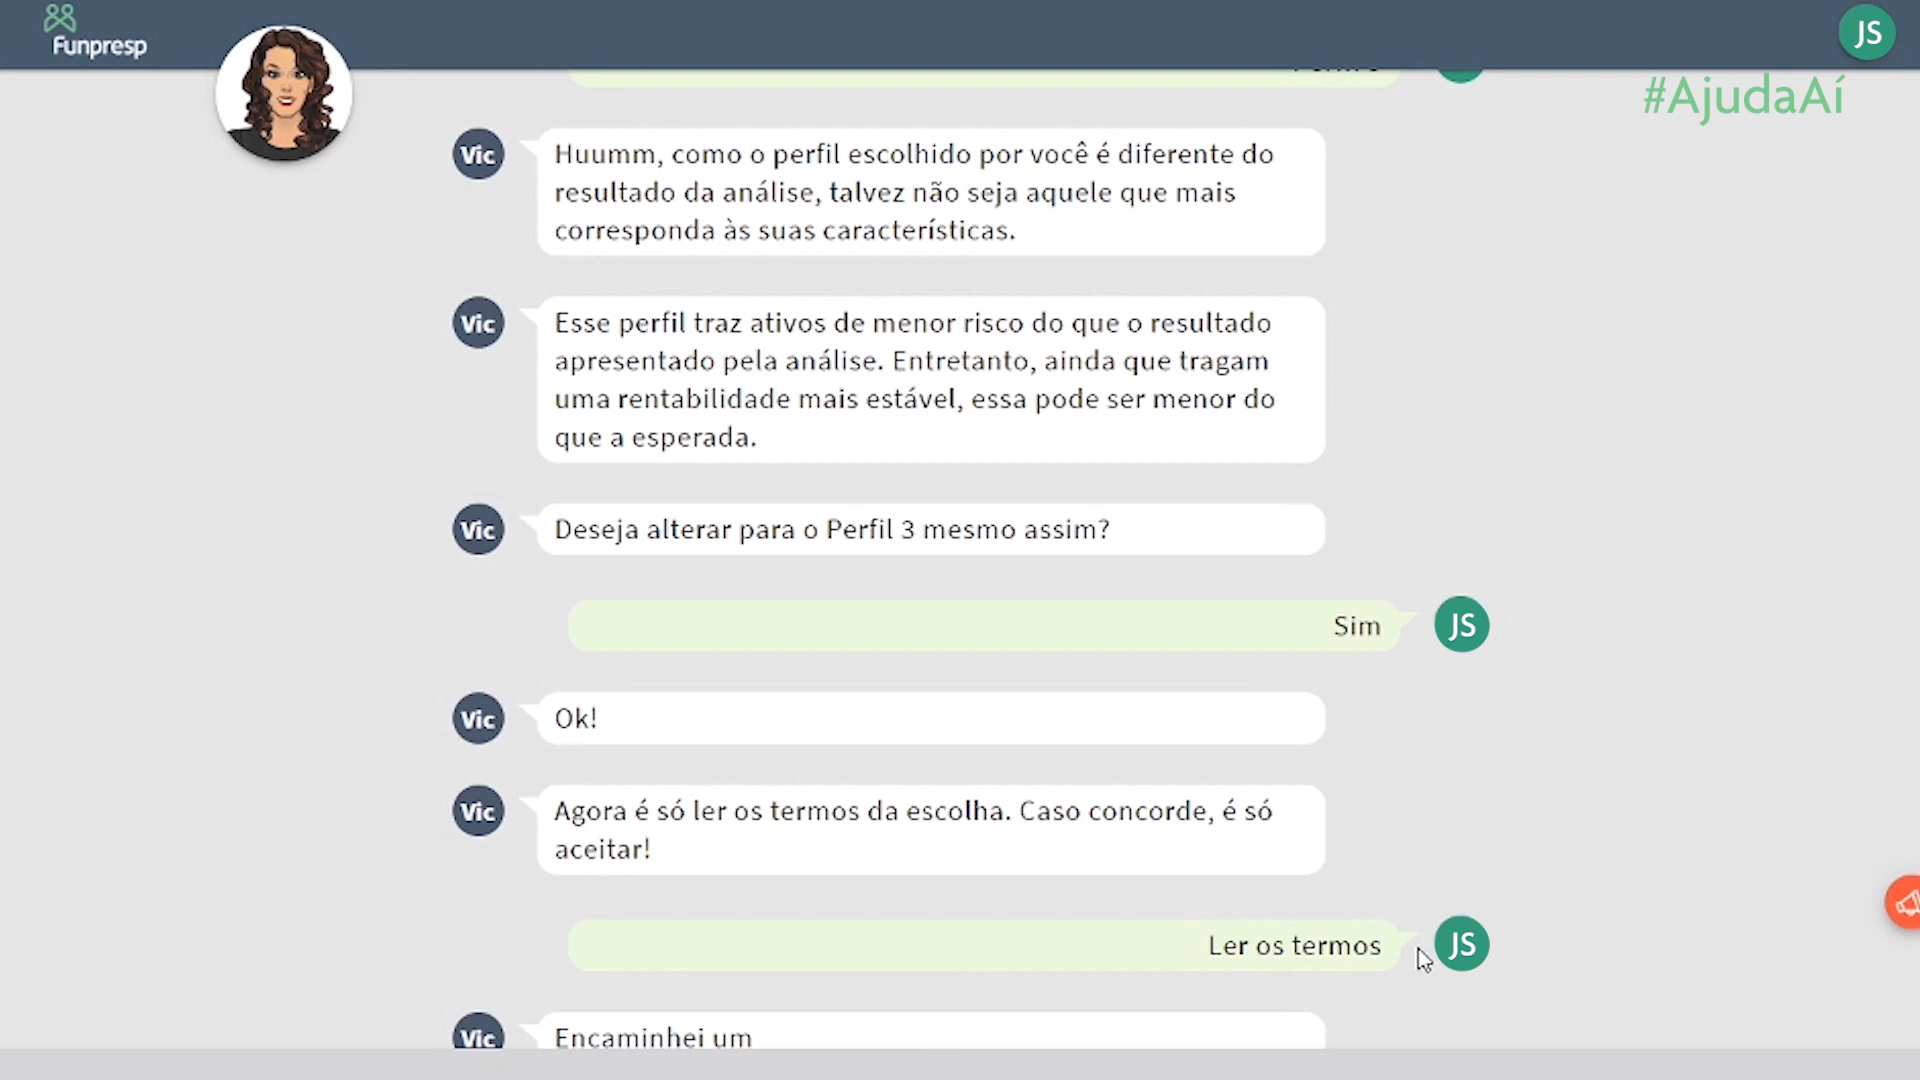 Funpresp
JS
#AjudaAí
Vic
Huumm, como o perfil escolhido por você é diferente do
resultado da análise, talvez não seja aquele que mais
corresponda às suas características.
Vic
Esse perfil traz ativos de menor risco do que o resultado
apresentado pela análise. Entretanto, ainda que tragam
uma rentabilidade mais estável, essa pode ser menor do
que a esperada.
Vic
Deseja alterar para o Perfil 3 mesmo assim?
Sim
JS
Vic
Ok!
Vic
Agora é só ler os termos da escolha. Caso concorde, é só
aceitar!
Ler os termos
JS
Vic
Encaminhei um